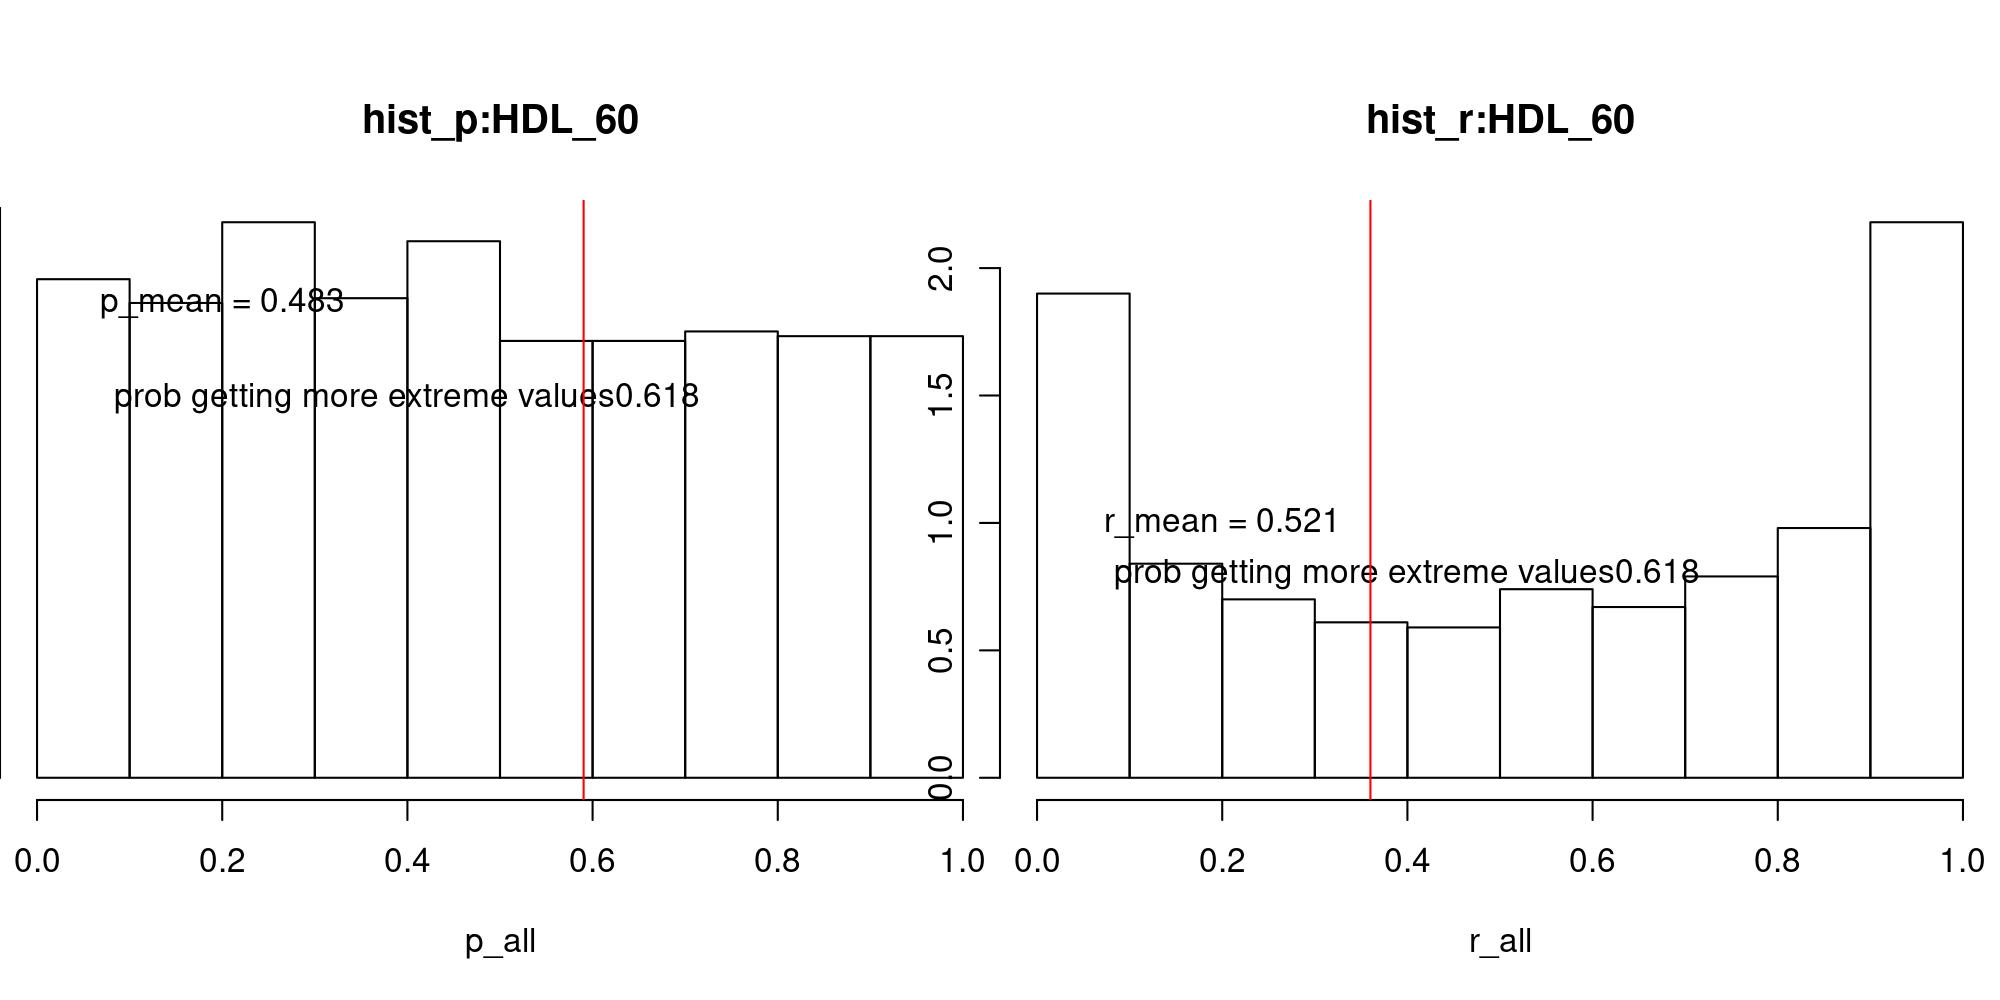 hist_p:HDL_60
p_mean = 0.483
prob getting more extreme values0.618
0.0 0.2 0.4 0.6 0.8 1.0
p_all
hist_r:HDL_60
2.0
1.5
1.0
0.5
0.0
r_mean = 0.521
prob getting more extreme values0.618
0.0 0.2 0.4 0.6 0.8 1.0
r_all